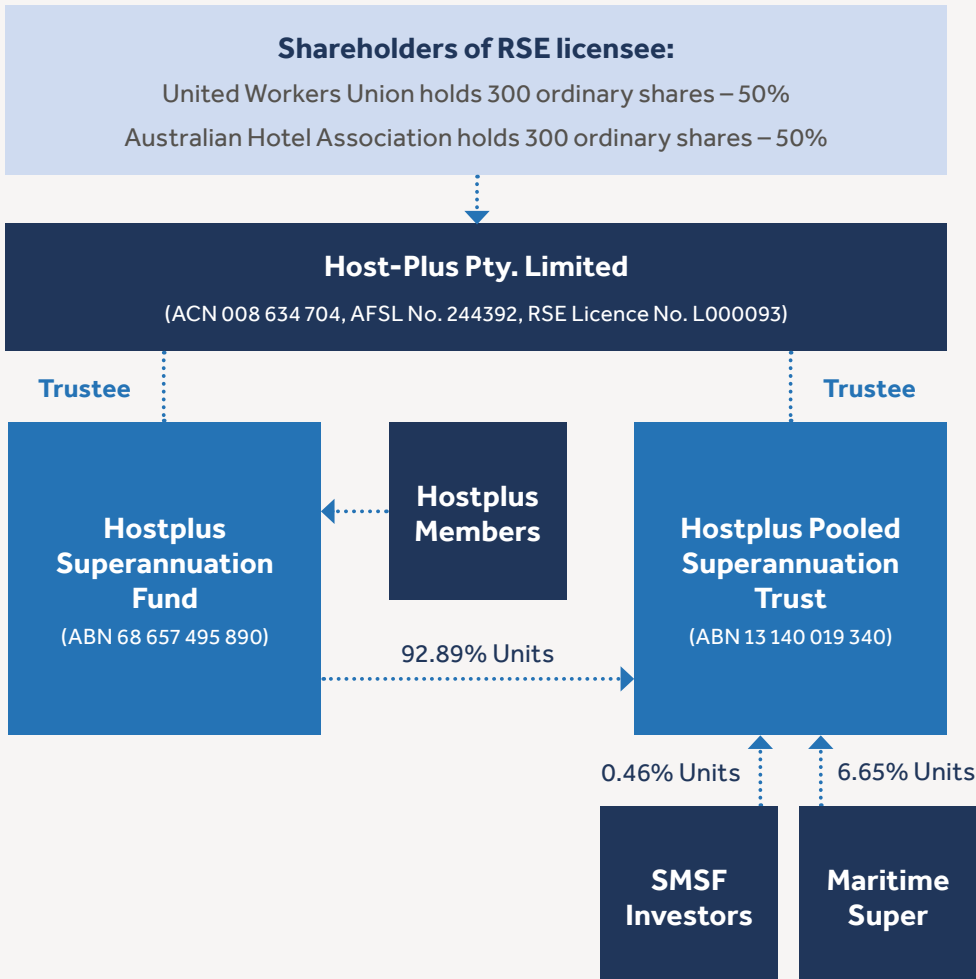 Shareholders of RSE licensee:
United Workers Union holds 300 ordinary shares – 50%
Australian Hotel Association holds 300 ordinary shares – 50%
Host-Plus Pty. Limited
(ACN 008 634 704, AFSL No. 244392, RSE Licence No. L000093)
Trustee
Trustee
Hostplus
Superannuation
Fund
(ABN 68 657 495 890)
Hostplus
Members
Hostplus Pooled
Superannuation
Trust
(ABN 13 140 019 340)
92.89% Units
0.46% Units
6.65% Units
SMSF
Investors
Maritime
Super